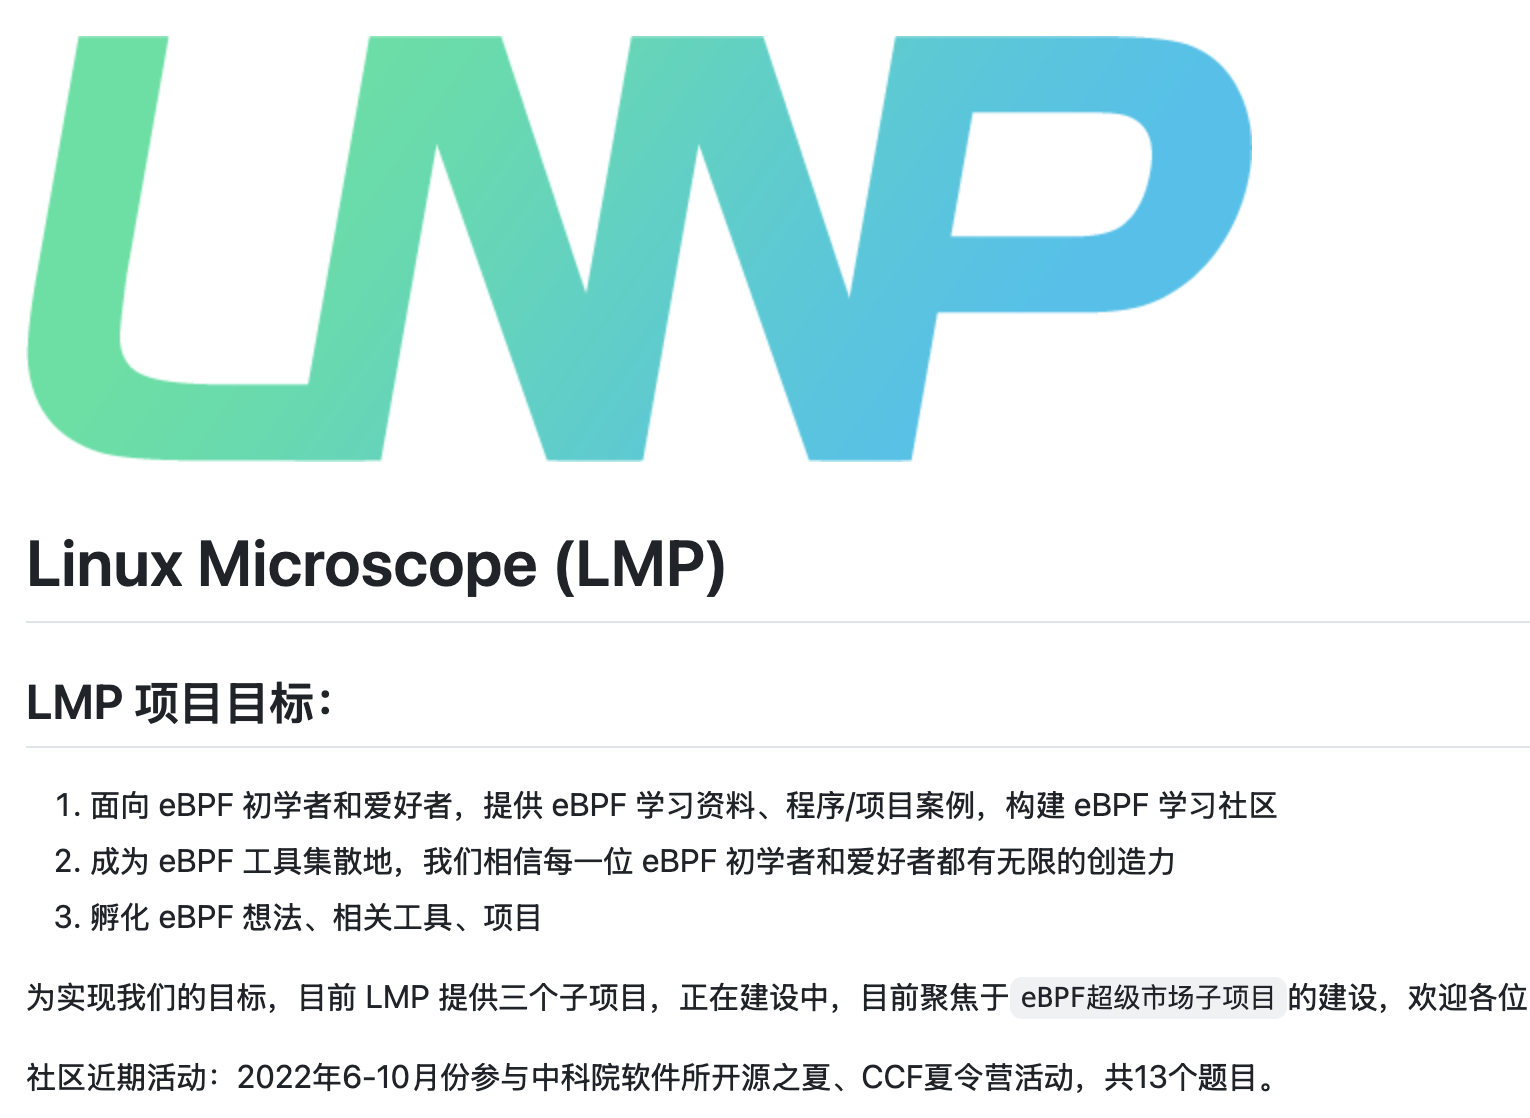 LMP
Linux Microscope (LMP)
LMP 项目目标：
1. 面向 eBPF 初学者和爱好者，提供 eBPF 学习资料、程序/项目案例，构建 eBPF 学习社区
2. 成为 eBPF 工具集散地，我们相信每一位 eBPF 初学者和爱好者都有无限的创造力
3. 孵化 eBPF 想法、相关工具、项目
为实现我们的目标，目前 LMP 提供三个子项目，正在建设中，目前聚焦于 eBPF超级市场子项目 的建设，欢迎各位
社区近期活动：2022年6-10月份参与中科院软件所开源之夏、CCF夏令营活动，共13个题目。